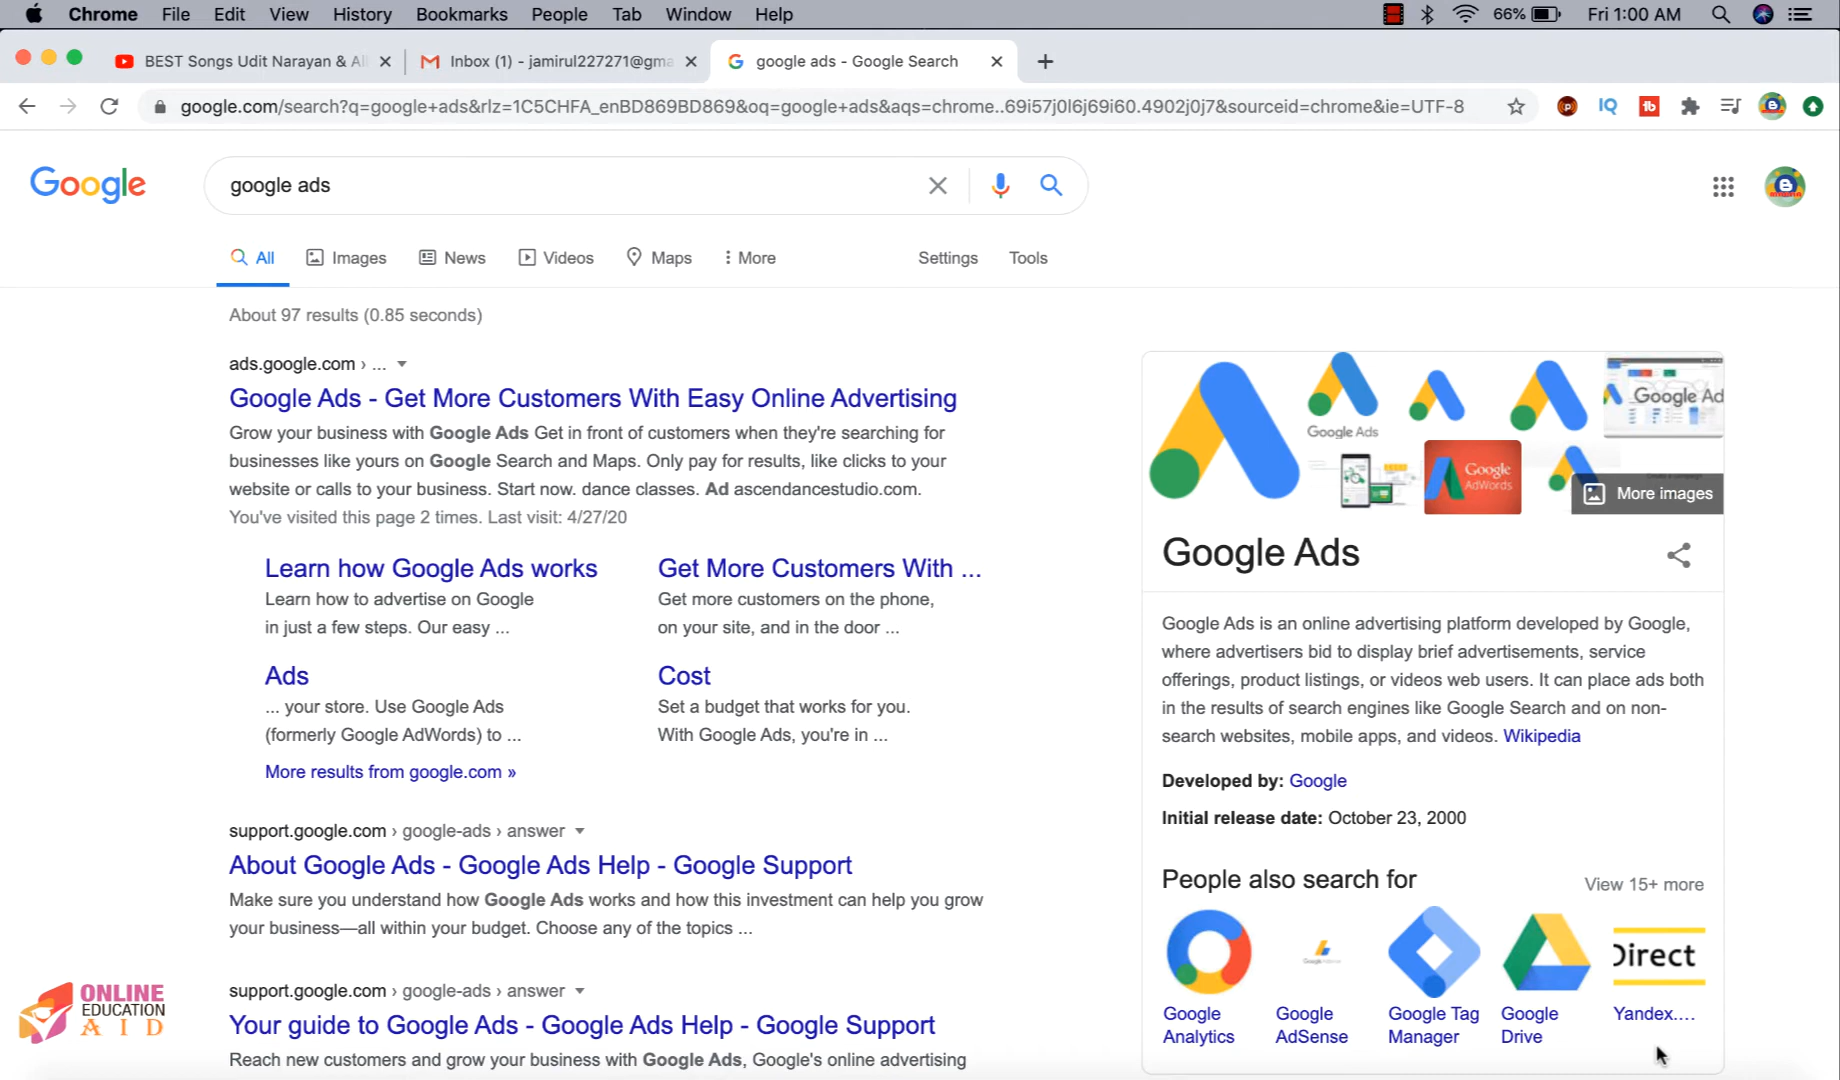 Chrome File Edit View History Bookmarks People Tab Window Help 66% Fri 1:00 AM
BEST Songs Udit Narayan & Al
Inbox (1) - jamirul227271@gma
google ads - Google Search
google.com/search?q=google+ads&rlz=1C5CHFA_enBD869BD869&oq=google+ads&aqs=chrome..69i57j0l6j69i60.4902j0j7&sourceid=chrome&ie=UTF-8
Google
google ads
All Images News Videos Maps More Settings Tools
About 97 results (0.85 seconds)
ads.google.com › ...
Google Ads - Get More Customers With Easy Online Advertising
Grow your business with Google Ads Get in front of customers when they're searching for
businesses like yours on Google Search and Maps. Only pay for results, like clicks to your
website or calls to your business. Start now. dance classes. Ad ascendancestudio.com.
You've visited this page 2 times. Last visit: 4/27/20
Learn how Google Ads works
Learn how to advertise on Google
in just a few steps. Our easy ...
Get More Customers With ...
Get more customers on the phone,
on your site, and in the door ...
Ads
... your store. Use Google Ads
(formerly Google AdWords) to ...
Cost
Set a budget that works for you.
With Google Ads, you're in ...
More results from google.com »
support.google.com › google-ads › answer
About Google Ads - Google Ads Help - Google Support
Make sure you understand how Google Ads works and how this investment can help you grow
your business—all within your budget. Choose any of the topics ...
support.google.com › google-ads › answer
Your guide to Google Ads - Google Ads Help - Google Support
Reach new customers and grow your business with Google Ads, Google's online advertising
Google Ads
Google Ad
Google
AdWords
More images
Google Ads
Google Ads is an online advertising platform developed by Google,
where advertisers bid to display brief advertisements, service
offerings, product listings, or videos web users. It can place ads both
in the results of search engines like Google Search and on non-
search websites, mobile apps, and videos. Wikipedia
Developed by: Google
Initial release date: October 23, 2000
People also search for
View 15+ more
Direct
Google
Analytics
Google
AdSense
Google Tag
Manager
Google
Drive
Yandex....
ONLINE
EDUCATION
AID